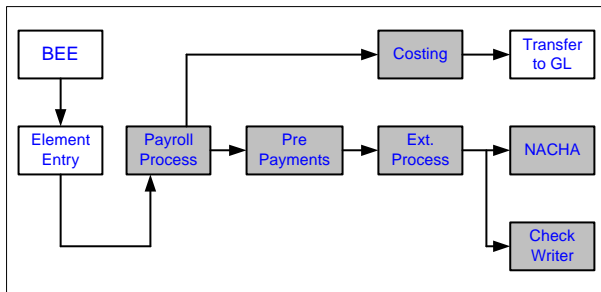 BEE
Costing
Transfer
to GL
Element
Entry
Payroll
Process
Pre
Payments
Ext.
Process
NACHA
Check
Writer